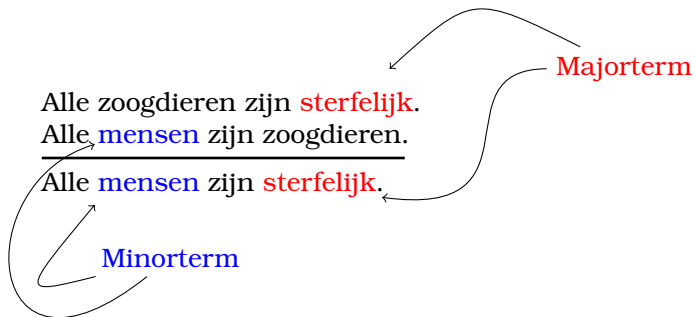 Majorterm
Alle zoogdieren zijn sterfelijk.
Alle mensen zijn zoogdieren.
Alle mensen zijn sterfelijk.
Minorterm